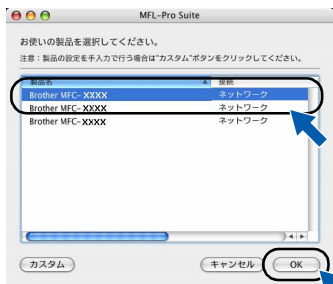 MFL-Pro Suite
お使いの製品を選択してください。
注意：製品の設定を手入力で行う場合は"カスタム"ボタンをクリックしてください。
製品名 接続
Brother MFC-XXXX ネットワーク
Brother MFC-XXXX ネットワーク
Brother MFC-XXXX ネットワーク
カスタム キャンセル OK